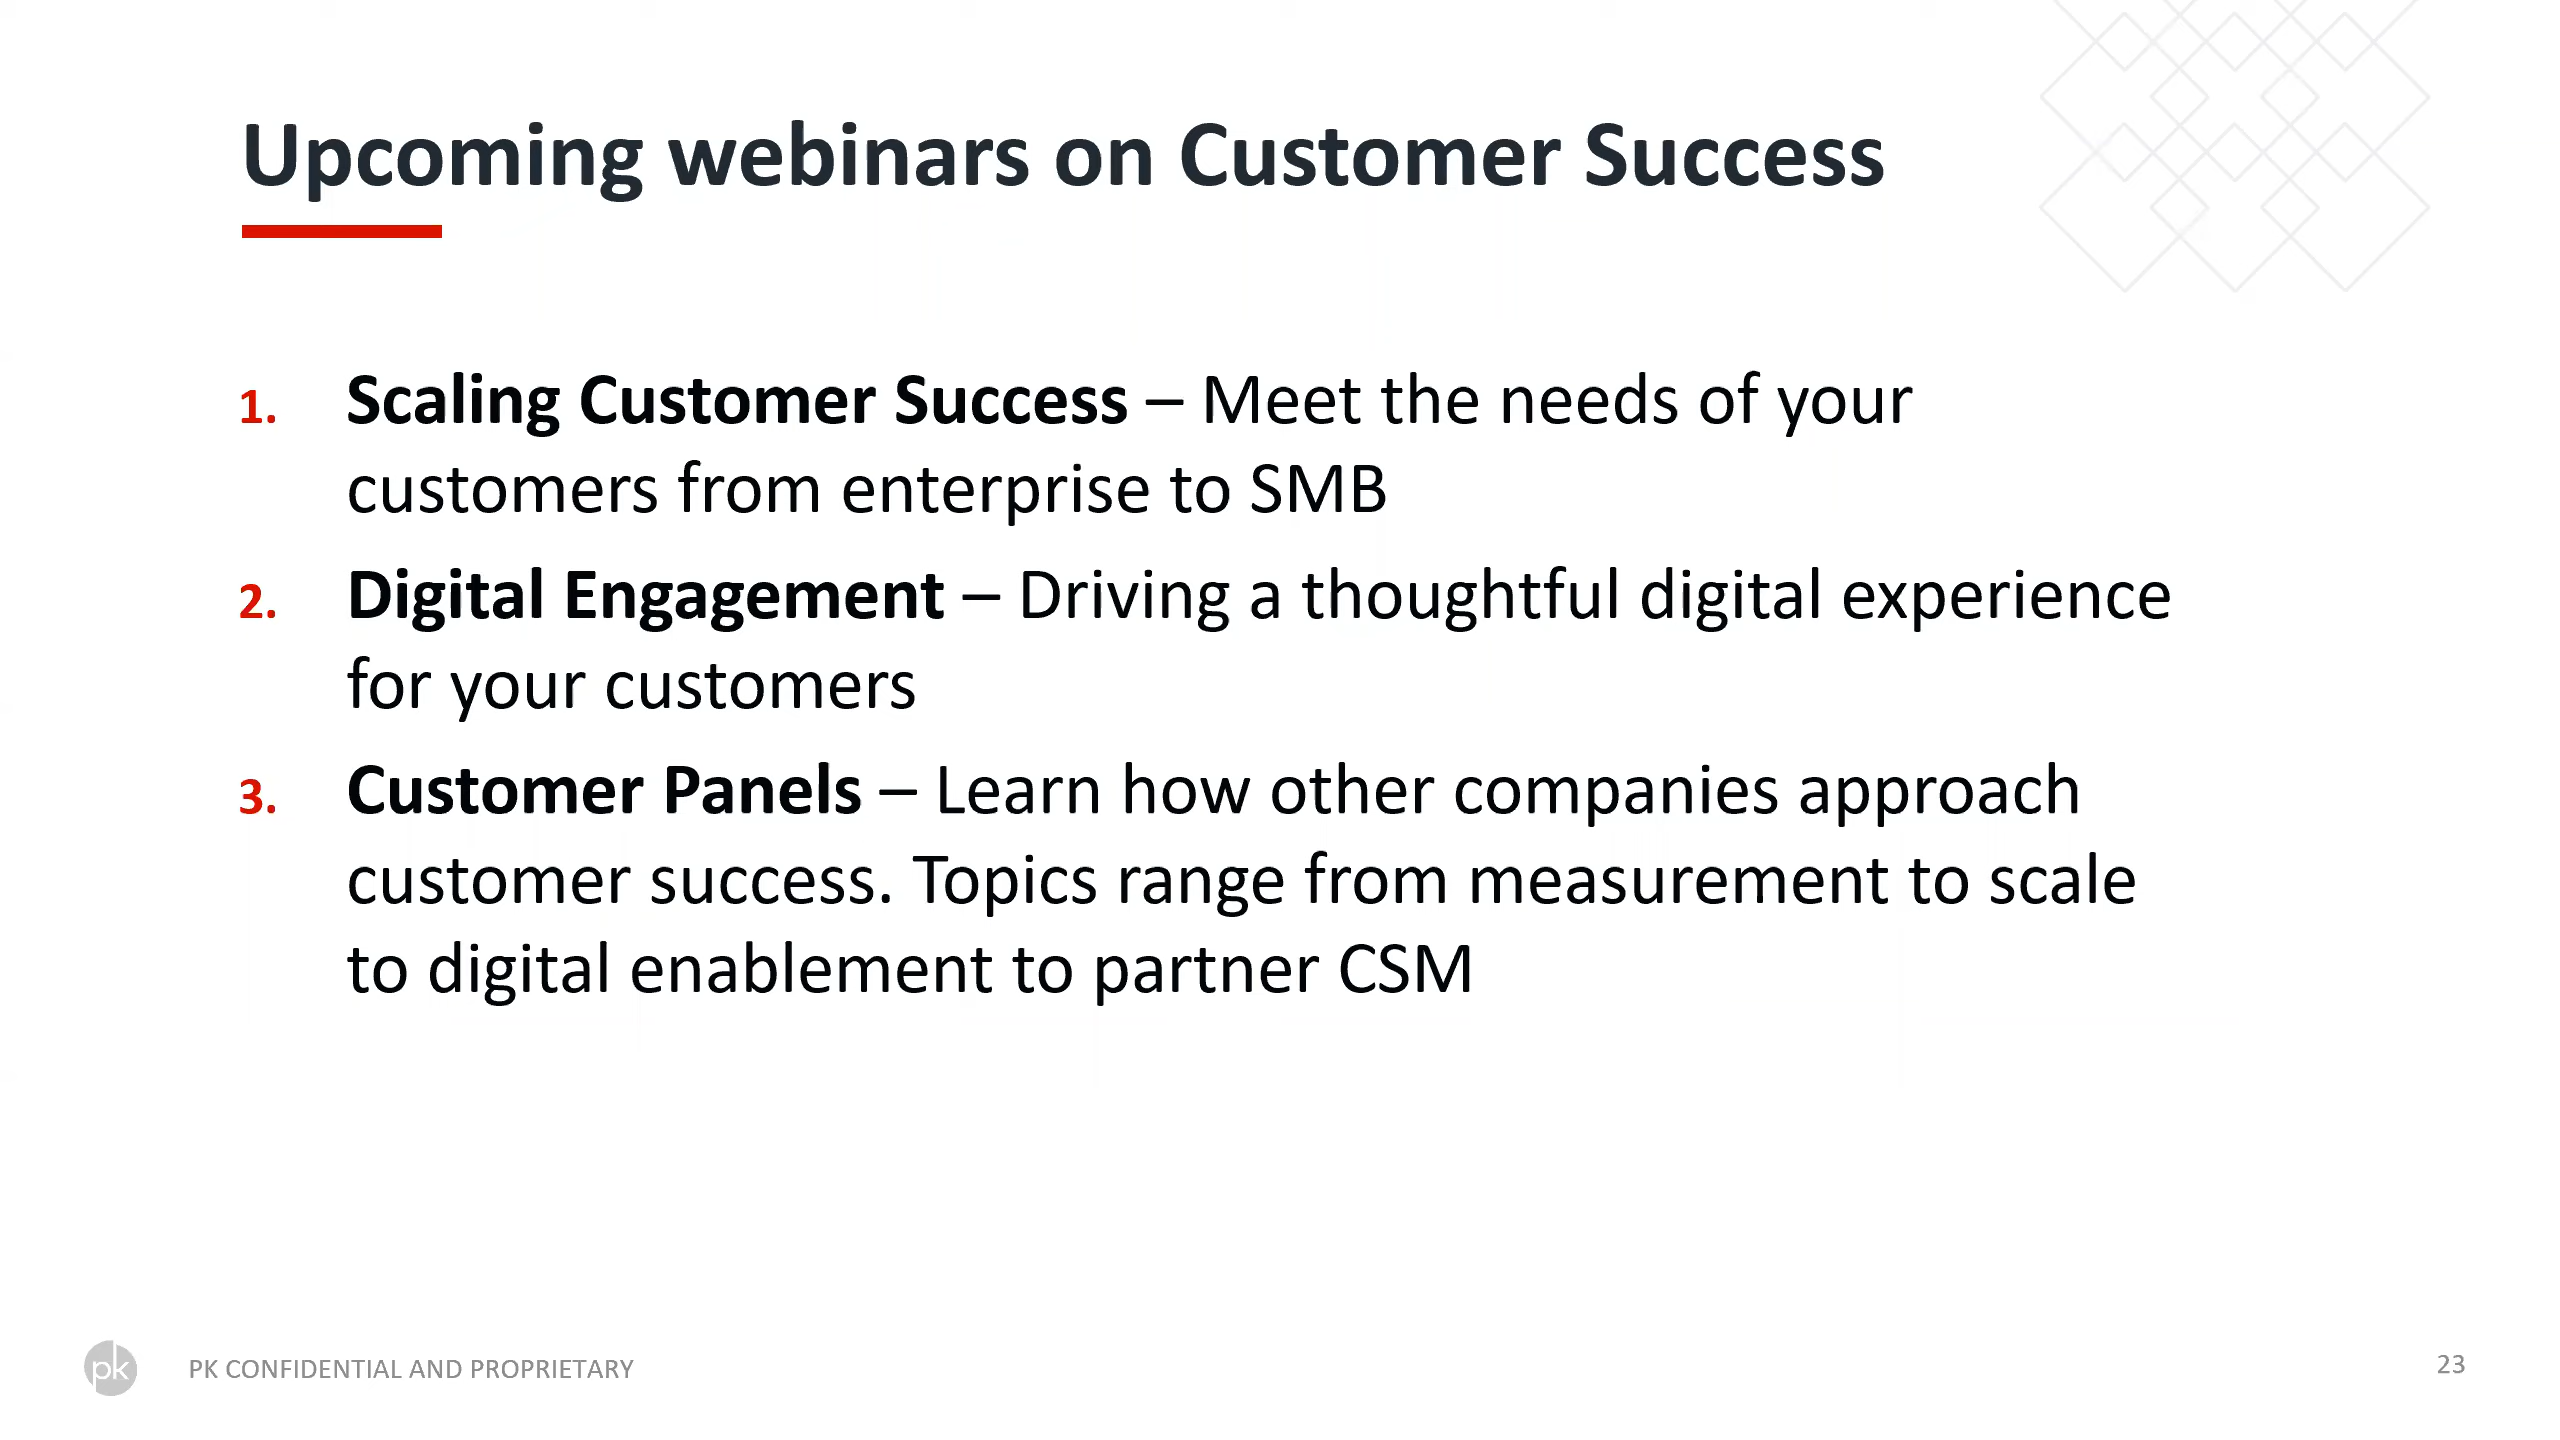 Upcoming webinars on Customer Success
1. Scaling Customer Success – Meet the needs of your
customers from enterprise to SMB
2. Digital Engagement – Driving a thoughtful digital experience
for your customers
3. Customer Panels – Learn how other companies approach
customer success. Topics range from measurement to scale
to digital enablement to partner CSM
pk PK CONFIDENTIAL AND PROPRIETARY
23